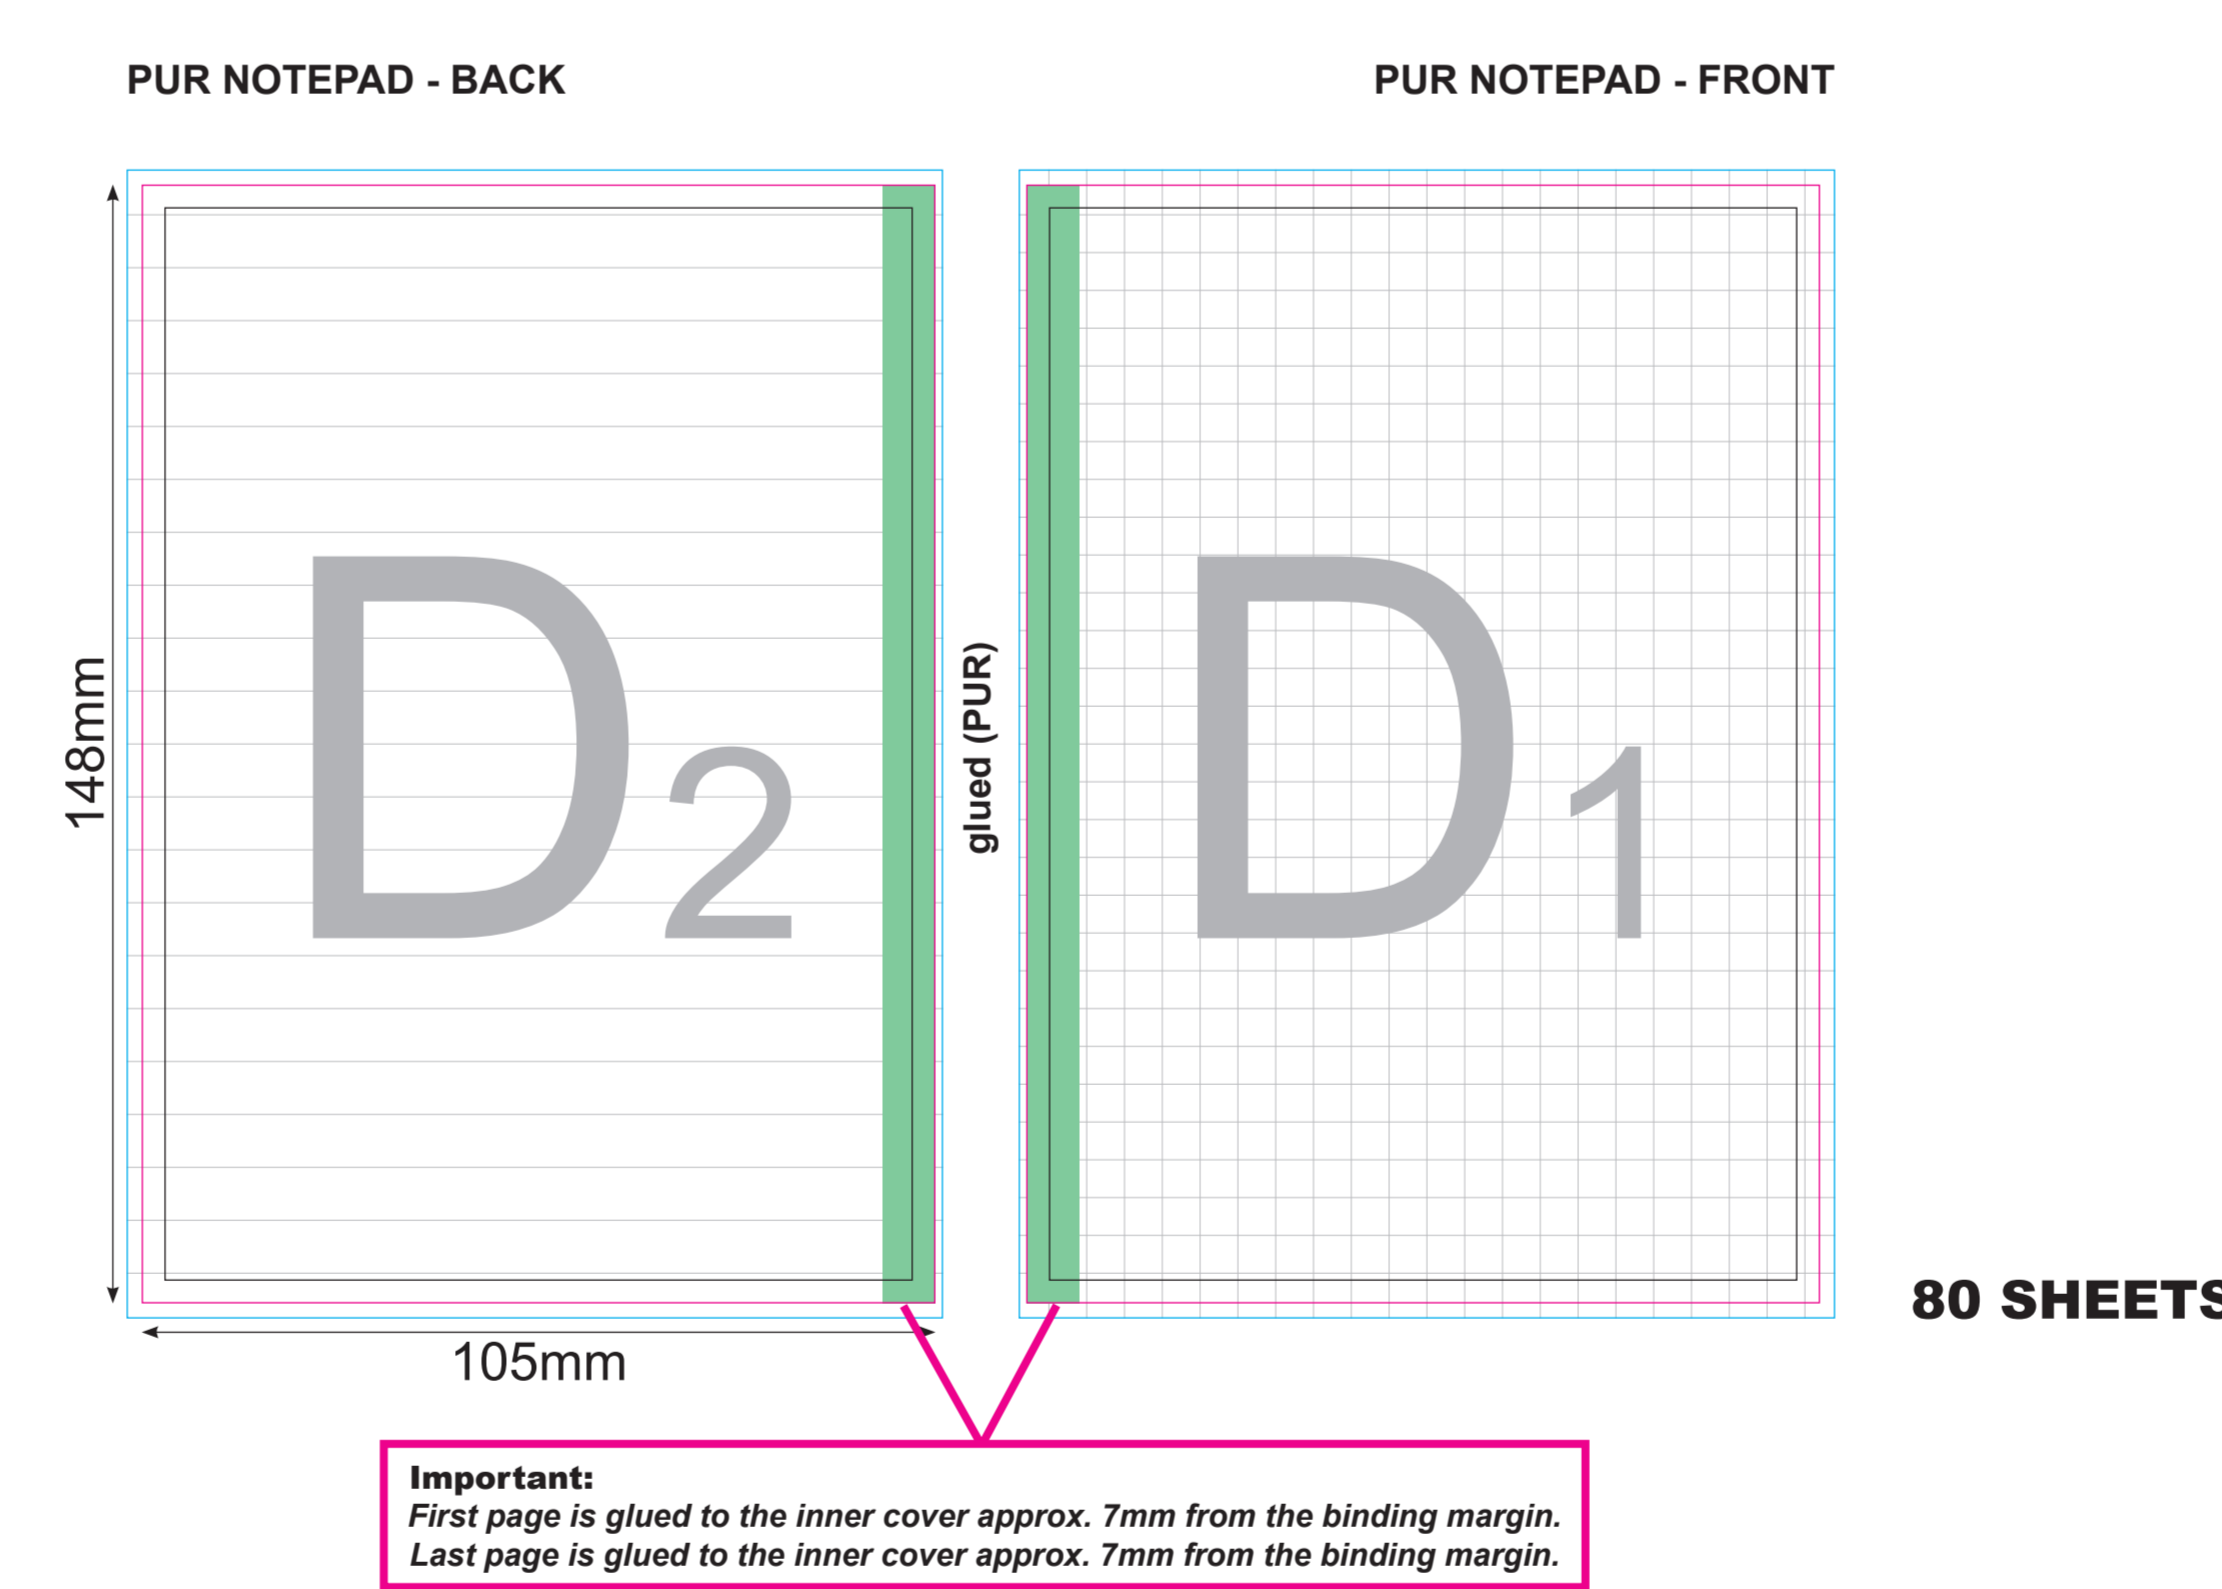 PUR NOTEPAD - BACK
PUR NOTEPAD - FRONT
148mm
D2
glued (PUR)
D1
80 SHEETS
105mm
Important:
First page is glued to the inner cover approx. 7mm from the binding margin.
Last page is glued to the inner cover approx. 7mm from the binding margin.